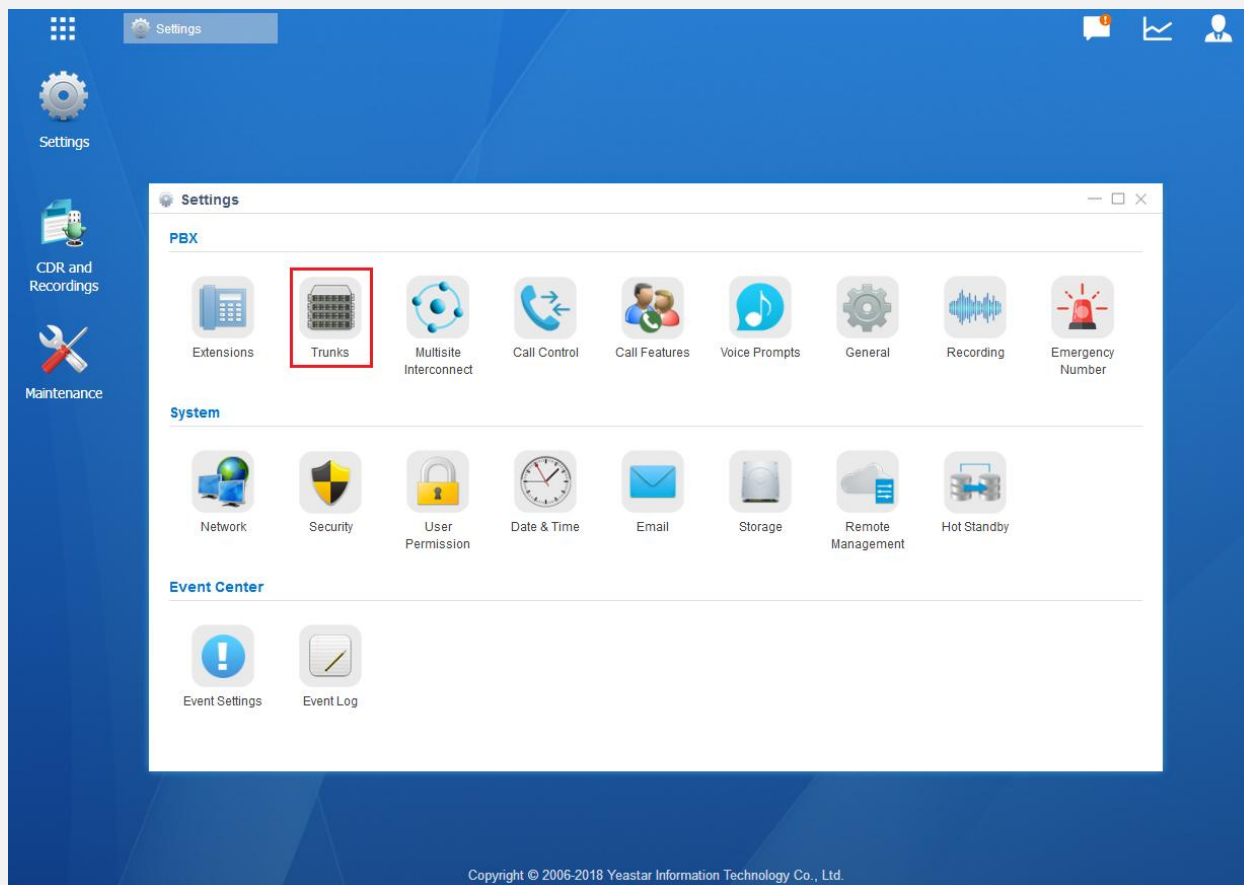 Settings
!
Settings
CDR and
Recordings
Maintenance
Settings
PBX
Extensions
Trunks
Multisite
Interconnect
Call Control
Call Features
Voice Prompts
General
Recording
Emergency
Number
System
Network
Security
User
Permission
Date & Time
Email
Storage
Remote
Management
Hot Standby
Event Center
Event Settings
Event Log
Copyright © 2006-2018 Yeastar Information Technology Co., Ltd.